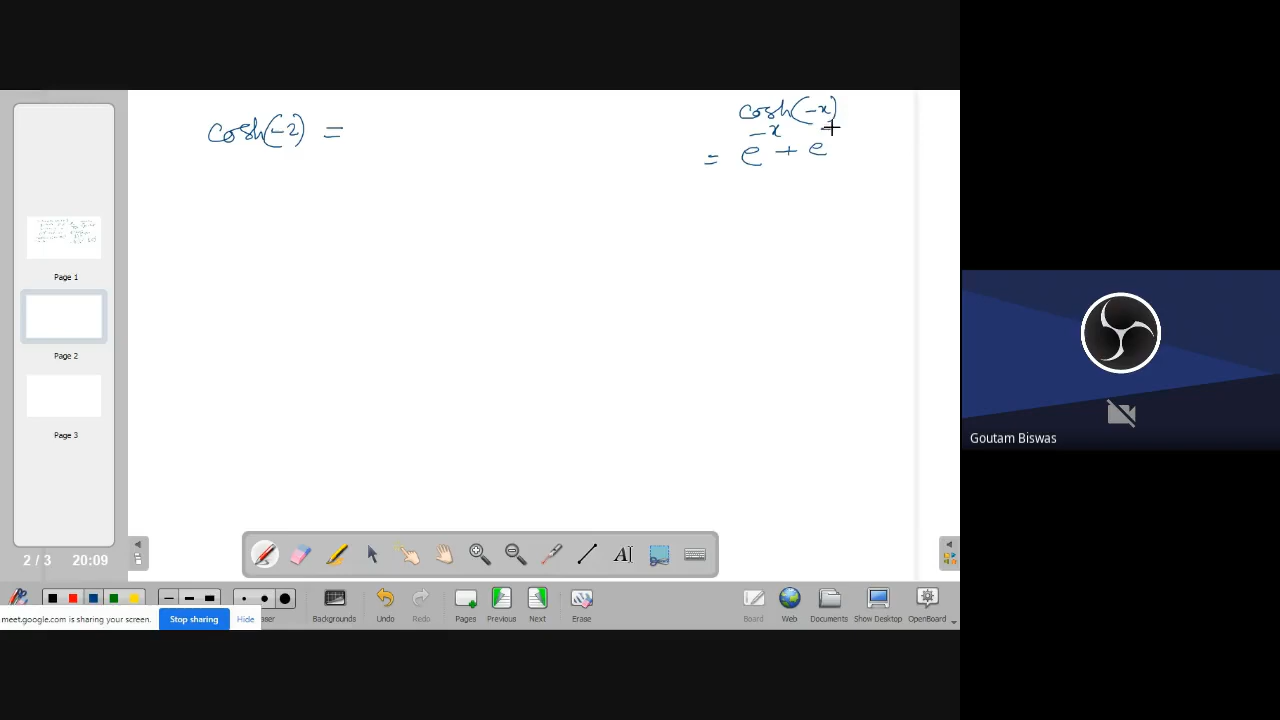 cosh(-2) =
cosh(-x)
= e^-x + e
Page 1
Page 2
Page 3
2 / 3 20:09
Goutam Biswas
AI
meet.google.com is sharing your screen. Stop sharing Hide
Backgrounds Undo Redo Pages Previous Next Erase Board Web Documents Show Desktop OpenBoard